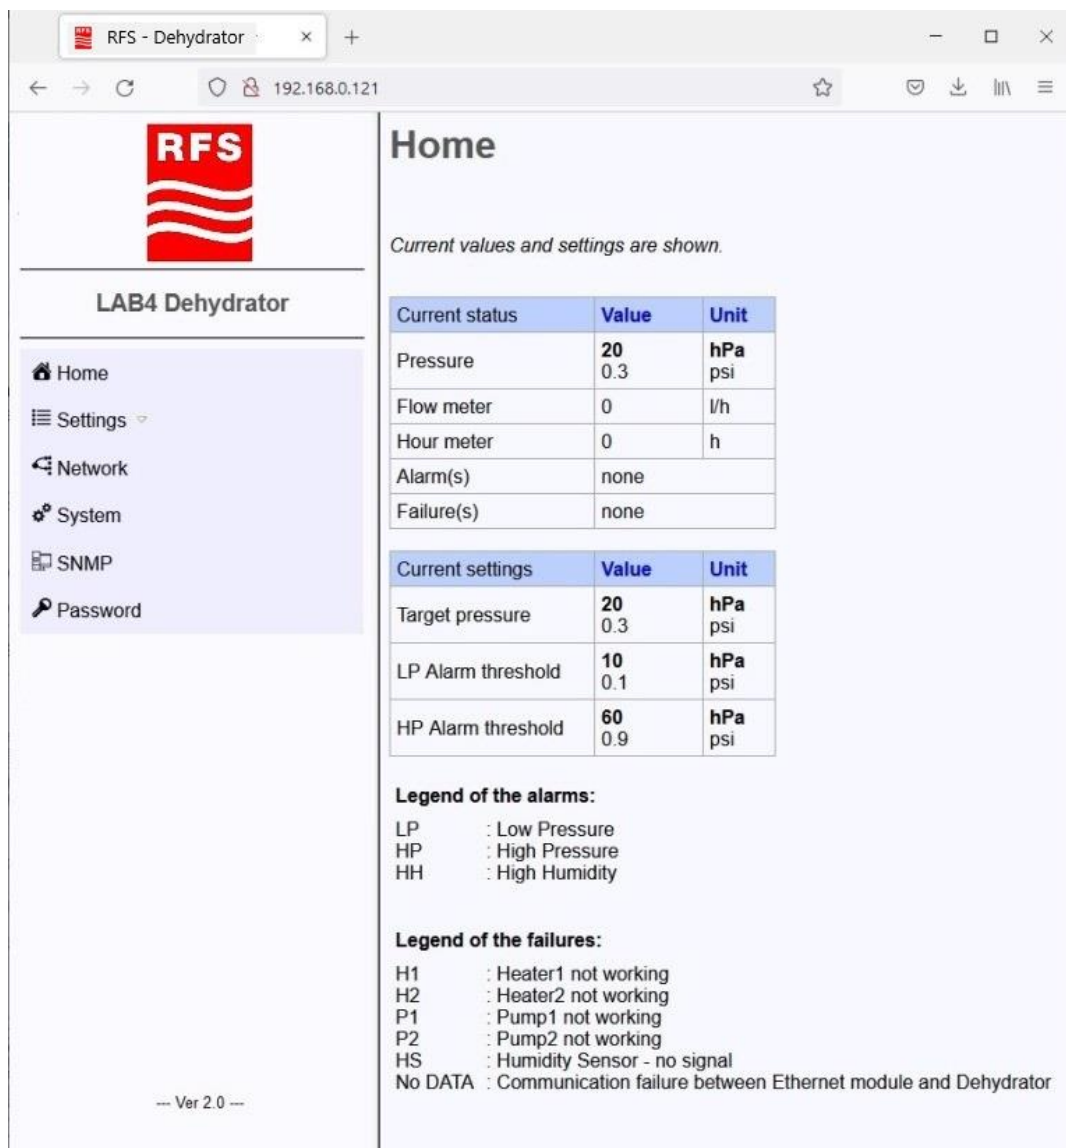 RFS - Dehydrator
192.168.0.121
RFS
LAB4 Dehydrator
Home
Settings
Network
System
SNMP
Password
--- Ver 2.0 ---
Home
Current values and settings are shown.
Current status Value Unit
Pressure 20 hPa
0.3 psi
Flow meter 0 l/h
Hour meter 0 h
Alarm(s) none
Failure(s) none
Current settings Value Unit
Target pressure 20 hPa
0.3 psi
LP Alarm threshold 10 hPa
0.1 psi
HP Alarm threshold 60 hPa
0.9 psi
Legend of the alarms:
LP : Low Pressure
HP : High Pressure
HH : High Humidity
Legend of the failures:
H1 : Heater1 not working
H2 : Heater2 not working
P1 : Pump1 not working
P2 : Pump2 not working
HS : Humidity Sensor - no signal
No DATA : Communication failure between Ethernet module and Dehydrator